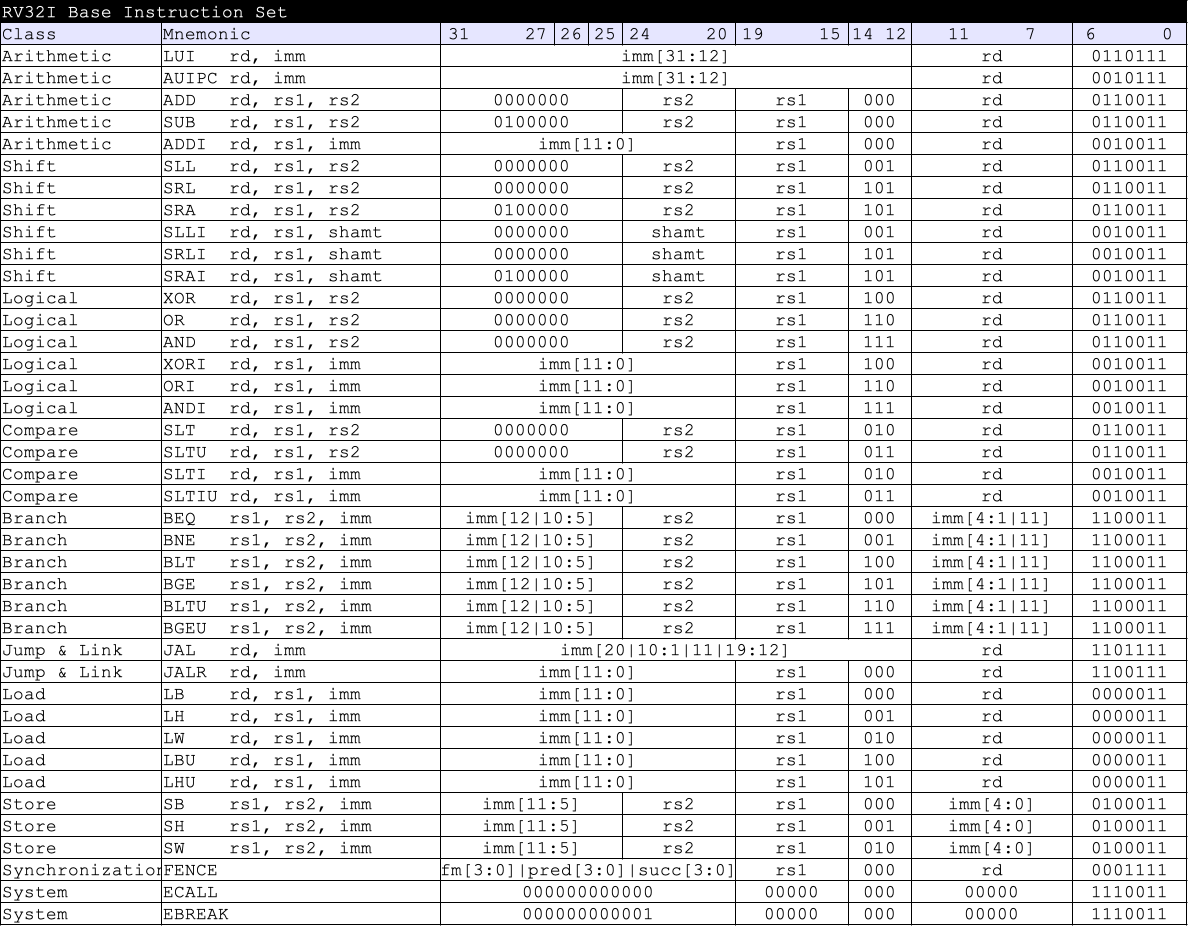 RV32I Base Instruction Set
Class Mnemonic 31 27 26 25 24 20 19 15 14 12 11 7 6 0
Arithmetic LUI rd, imm imm[31:12] rd 0110111
Arithmetic AUIPC rd, imm imm[31:12] rd 0010111
Arithmetic ADD rd, rs1, rs2 0000000 rs2 rs1 000 rd 0110011
Arithmetic SUB rd, rs1, rs2 0100000 rs2 rs1 000 rd 0110011
Arithmetic ADDI rd, rs1, imm imm[11:0] rs1 000 rd 0010011
Shift SLL rd, rs1, rs2 0000000 rs2 rs1 001 rd 0110011
Shift SRL rd, rs1, rs2 0000000 rs2 rs1 101 rd 0110011
Shift SRA rd, rs1, rs2 0100000 rs2 rs1 101 rd 0110011
Shift SLLI rd, rs1, shamt 0000000 shamt rs1 001 rd 0010011
Shift SRLI rd, rs1, shamt 0000000 shamt rs1 101 rd 0010011
Shift SRAI rd, rs1, shamt 0100000 shamt rs1 101 rd 0010011
Logical XOR rd, rs1, rs2 0000000 rs2 rs1 100 rd 0110011
Logical OR rd, rs1, rs2 0000000 rs2 rs1 110 rd 0110011
Logical AND rd, rs1, rs2 0000000 rs2 rs1 111 rd 0110011
Logical XORI rd, rs1, imm imm[11:0] rs1 100 rd 0010011
Logical ORI rd, rs1, imm imm[11:0] rs1 110 rd 0010011
Logical ANDI rd, rs1, imm imm[11:0] rs1 111 rd 0010011
Compare SLT rd, rs1, rs2 0000000 rs2 rs1 010 rd 0110011
Compare SLTU rd, rs1, rs2 0000000 rs2 rs1 011 rd 0110011
Compare SLTI rd, rs1, imm imm[11:0] rs1 010 rd 0010011
Compare SLTIU rd, rs1, imm imm[11:0] rs1 011 rd 0010011
Branch BEQ rs1, rs2, imm imm[12|10:5] rs2 rs1 000 imm[4:1|11] 1100011
Branch BNE rs1, rs2, imm imm[12|10:5] rs2 rs1 001 imm[4:1|11] 1100011
Branch BLT rs1, rs2, imm imm[12|10:5] rs2 rs1 100 imm[4:1|11] 1100011
Branch BGE rs1, rs2, imm imm[12|10:5] rs2 rs1 101 imm[4:1|11] 1100011
Branch BLTU rs1, rs2, imm imm[12|10:5] rs2 rs1 110 imm[4:1|11] 1100011
Branch BGEU rs1, rs2, imm imm[12|10:5] rs2 rs1 111 imm[4:1|11] 1100011
Jump & Link JAL rd, imm imm[20|10:1|11|19:12] rd 1101111
Jump & Link JALR rd, imm imm[11:0] rs1 000 rd 1100111
Load LB rd, rs1, imm imm[11:0] rs1 000 rd 0000011
Load LH rd, rs1, imm imm[11:0] rs1 001 rd 0000011
Load LW rd, rs1, imm imm[11:0] rs1 010 rd 0000011
Load LBU rd, rs1, imm imm[11:0] rs1 100 rd 0000011
Load LHU rd, rs1, imm imm[11:0] rs1 101 rd 0000011
Store SB rs1, rs2, imm imm[11:5] rs2 rs1 000 imm[4:0] 0100011
Store SH rs1, rs2, imm imm[11:5] rs2 rs1 001 imm[4:0] 0100011
Store SW rs1, rs2, imm imm[11:5] rs2 rs1 010 imm[4:0] 0100011
Synchronization FENCE fm[3:0]|pred[3:0]|succ[3:0] rs1 000 rd 0001111
System ECALL 000000000000 00000 000 00000 1110011
System EBREAK 000000000001 00000 000 00000 1110011